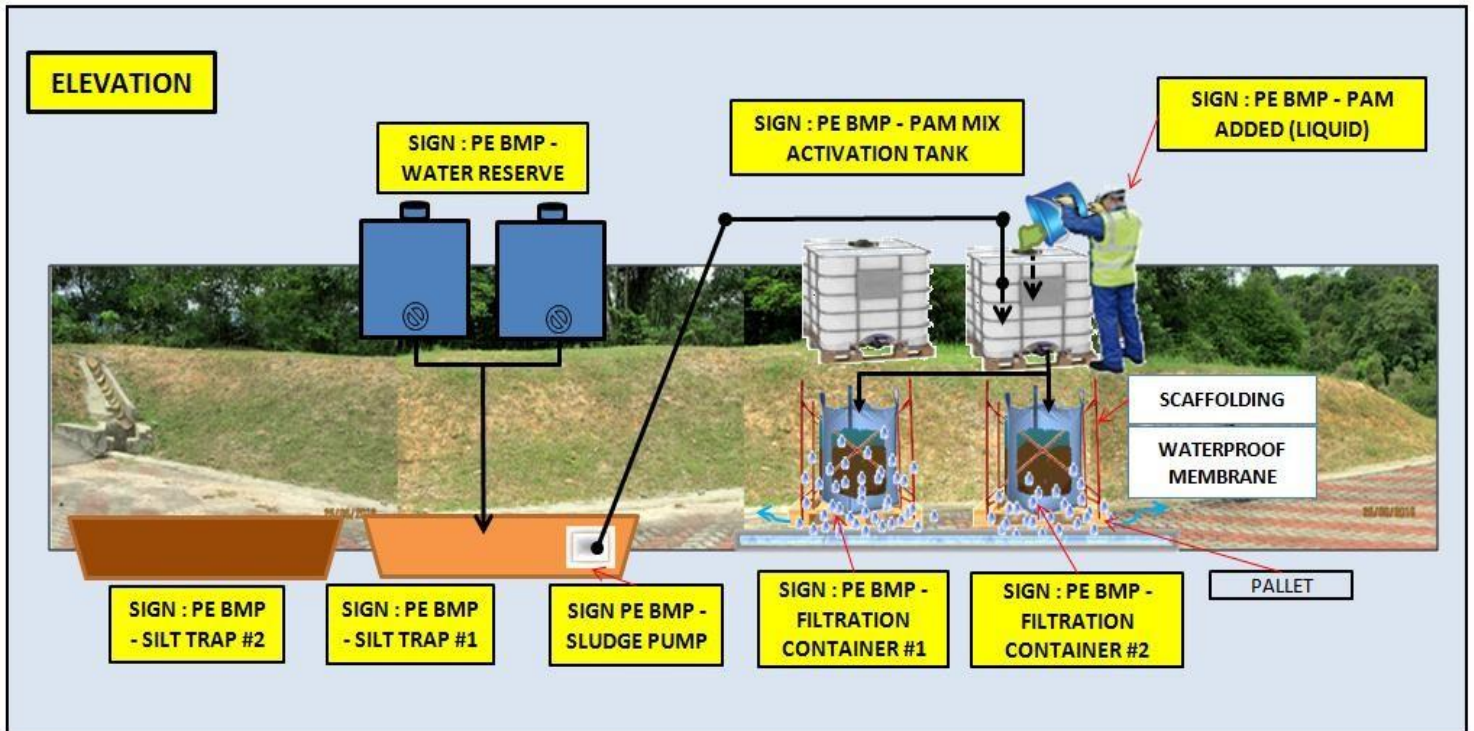 ELEVATION
SIGN : PE BMP -
WATER RESERVE
SIGN : PE BMP - PAM MIX
ACTIVATION TANK
SIGN : PE BMP - PAM
ADDED (LIQUID)
SCAFFOLDING
WATERPROOF
MEMBRANE
SIGN : PE BMP
- SILT TRAP #2
SIGN : PE BMP
- SILT TRAP #1
SIGN PE BMP -
SLUDGE PUMP
SIGN : PE BMP -
FILTRATION
CONTAINER #1
SIGN : PE BMP -
FILTRATION
CONTAINER #2
PALLET